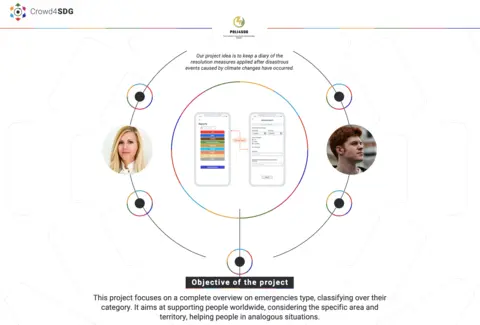 Crowd4SDG
PELI4SDG
Our project idea is to keep a diary of the
resolution measures applied after disastrous
events caused by climate changes have occurred.
Objective of the project
This project focuses on a complete overview on emergencies type, classifying over their
category. It aims at supporting people worldwide, considering the specific area and
territory, helping people in analogous situations.